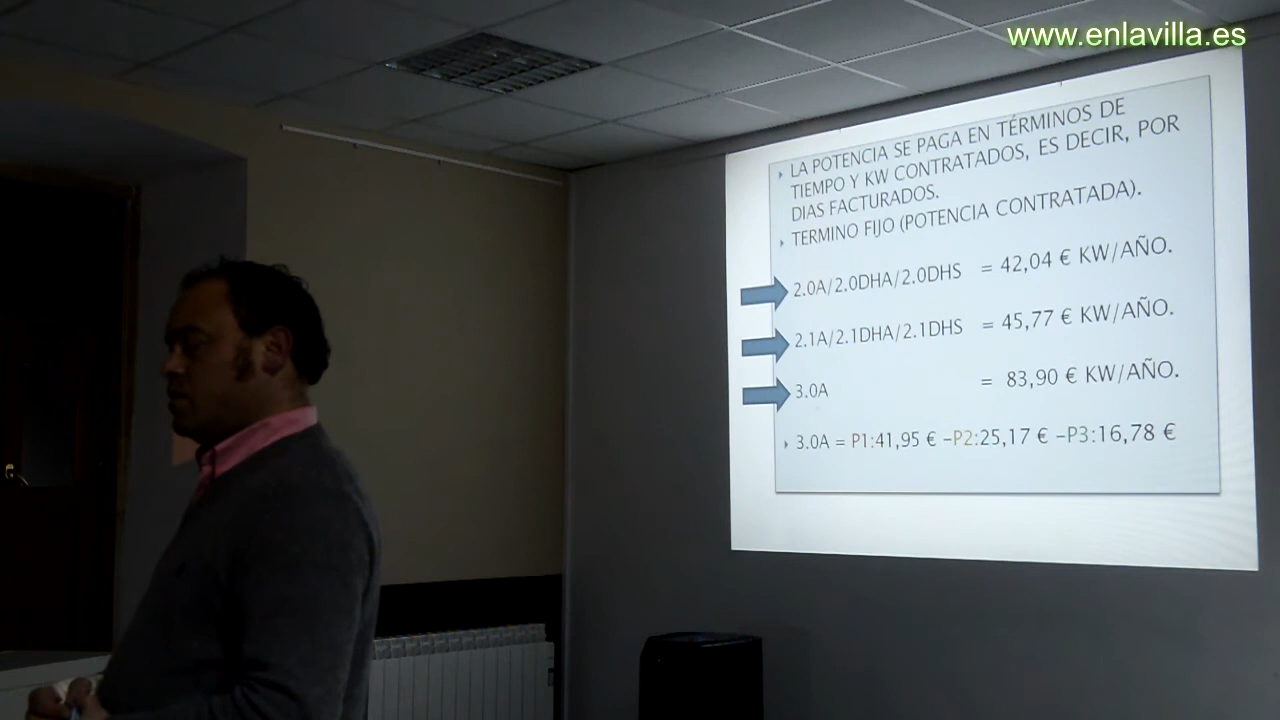 www.enlavilla.es
LA POTENCIA SE PAGA EN TÉRMINOS DE
TIEMPO Y KW CONTRATADOS, ES DECIR, POR
DIAS FACTURADOS.
TERMINO FIJO (POTENCIA CONTRATADA).
2.0A/2.0DHA/2.0DHS = 42,04 € KW/AÑO.
2.1A/2.1DHA/2.1DHS = 45,77 € KW/AÑO.
3.0A = 83,90 € KW/AÑO.
3.0A = P1:41,95 € –P2:25,17 € –P3:16,78 €